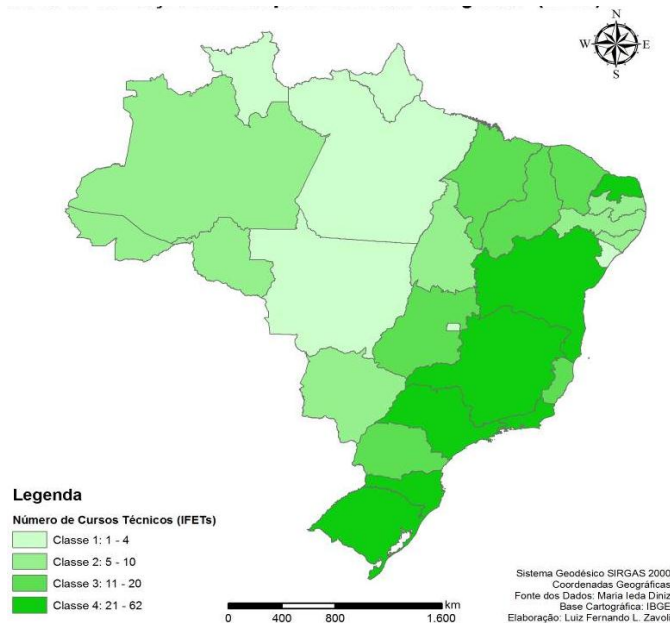 N
W E
S
Legenda
Número de Cursos Técnicos (IFETs)
Classe 1: 1 - 4
Classe 2: 5 - 10
Classe 3: 11 - 20
Classe 4: 21 - 62
km
0 400 800 1.600
Sistema Geodésico SIRGAS 2000
Coordenadas Geográficas
Fonte dos Dados: Maria Ieda Diniz
Base Cartográfica: IBGE
Elaboração: Luiz Fernando L. Zavoli